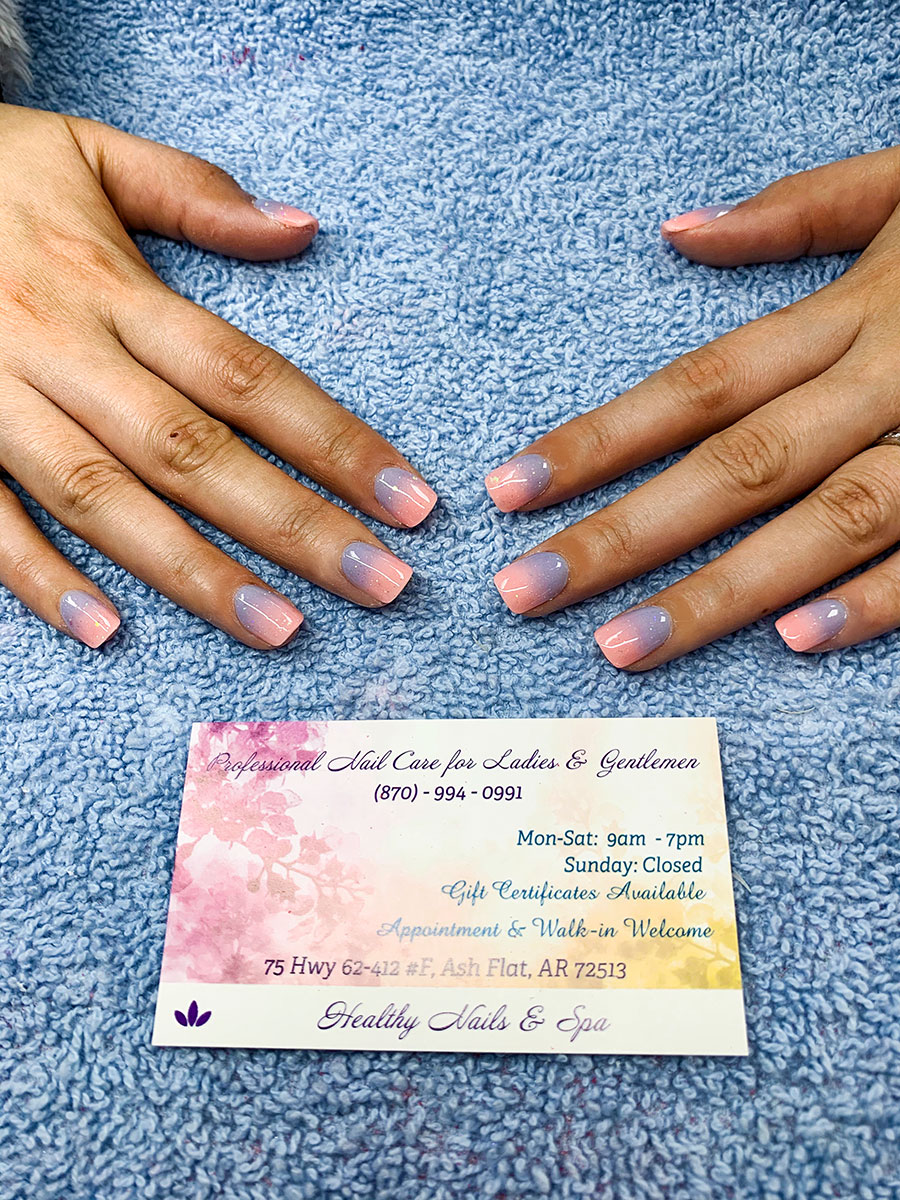 Professional Nail Care for Ladies & Gentlemen
(870) - 994 - 0991
Mon-Sat: 9am - 7pm
Sunday: Closed
Gift Certificates Available
Appointment & Walk-in Welcome
75 Hwy 62-412 #F, Ash Flat, AR 72513
Healthy Nails & Spa